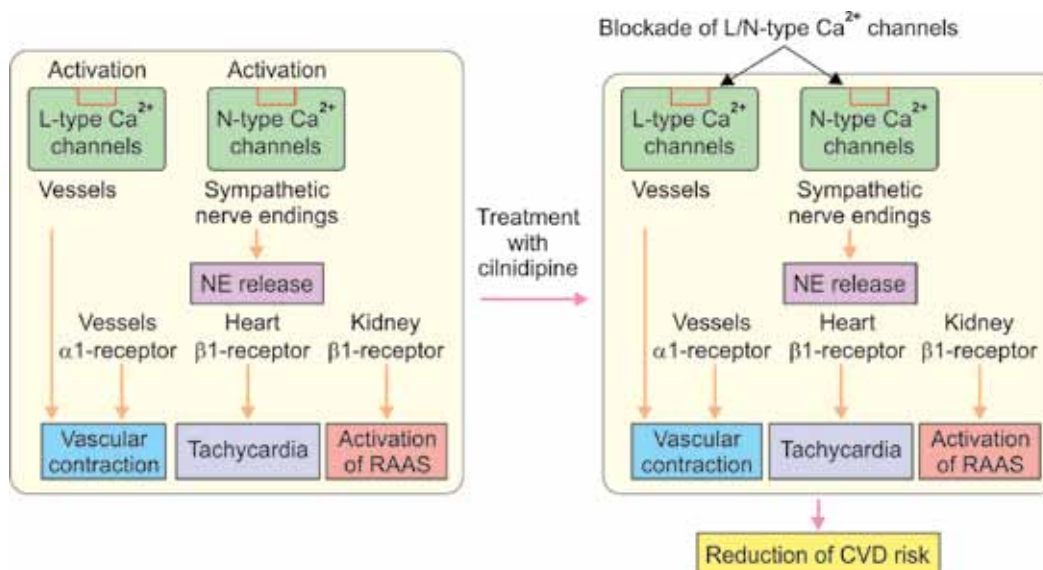 Activation
L-type Ca²⁺
channels
Vessels
Activation
N-type Ca²⁺
channels
Sympathetic
nerve endings
NE release
Vessels
α1-receptor
Heart
β1-receptor
Kidney
β1-receptor
Vascular
contraction
Tachycardia
Activation
of RAAS
Treatment
with
cilnidipine
Blockade of L/N-type Ca²⁺ channels
L-type Ca²⁺
channels
Vessels
N-type Ca²⁺
channels
Sympathetic
nerve endings
NE release
Vessels
α1-receptor
Heart
β1-receptor
Kidney
β1-receptor
Vascular
contraction
Tachycardia
Activation
of RAAS
Reduction of CVD risk